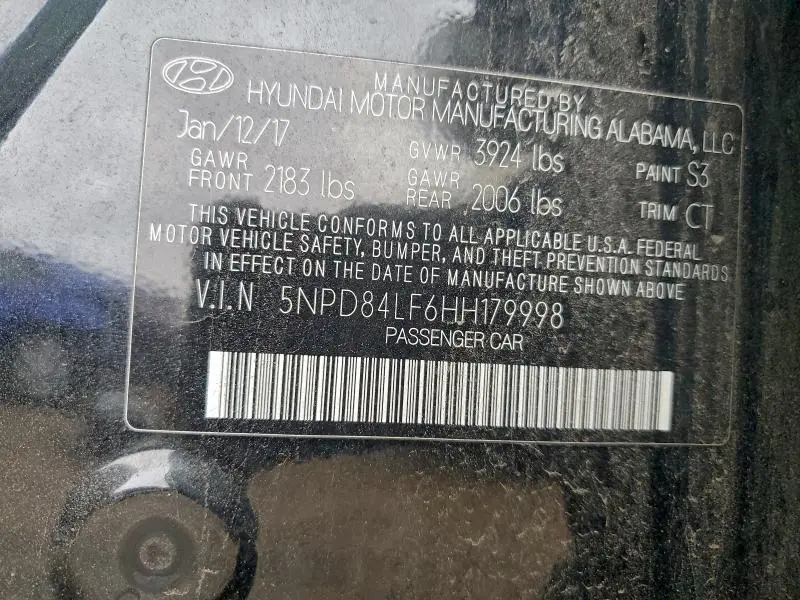 MANUFACTURED BY
HYUNDAI MOTOR MANUFACTURING ALABAMA, LLC
Jan/12/17 GVWR 3924 lbs PAINT S3
GAWR FRONT 2183 lbs GAWR REAR 2006 lbs TRIM CT
THIS VEHICLE CONFORMS TO ALL APPLICABLE U.S.A. FEDERAL
MOTOR VEHICLE SAFETY, BUMPER, AND THEFT PREVENTION STANDARDS
IN EFFECT ON THE DATE OF MANUFACTURE SHOWN ABOVE
V.I.N 5NPD84LF6HH179998
PASSENGER CAR